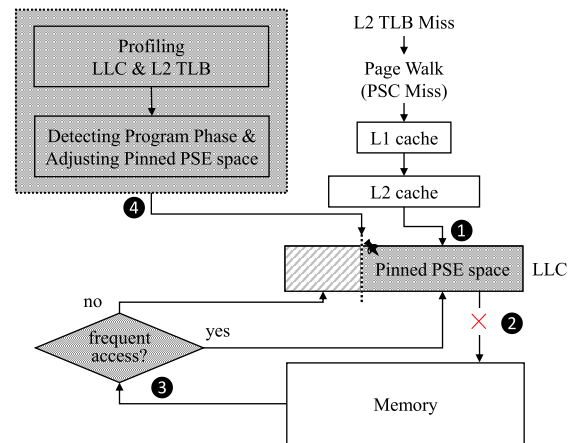 Profiling
LLC & L2 TLB
Detecting Program Phase &
Adjusting Pinned PSE space
L2 TLB Miss
Page Walk
(PSC Miss)
L1 cache
L2 cache
4
1
Pinned PSE space
LLC
no
yes
2
frequent
access?
3
Memory